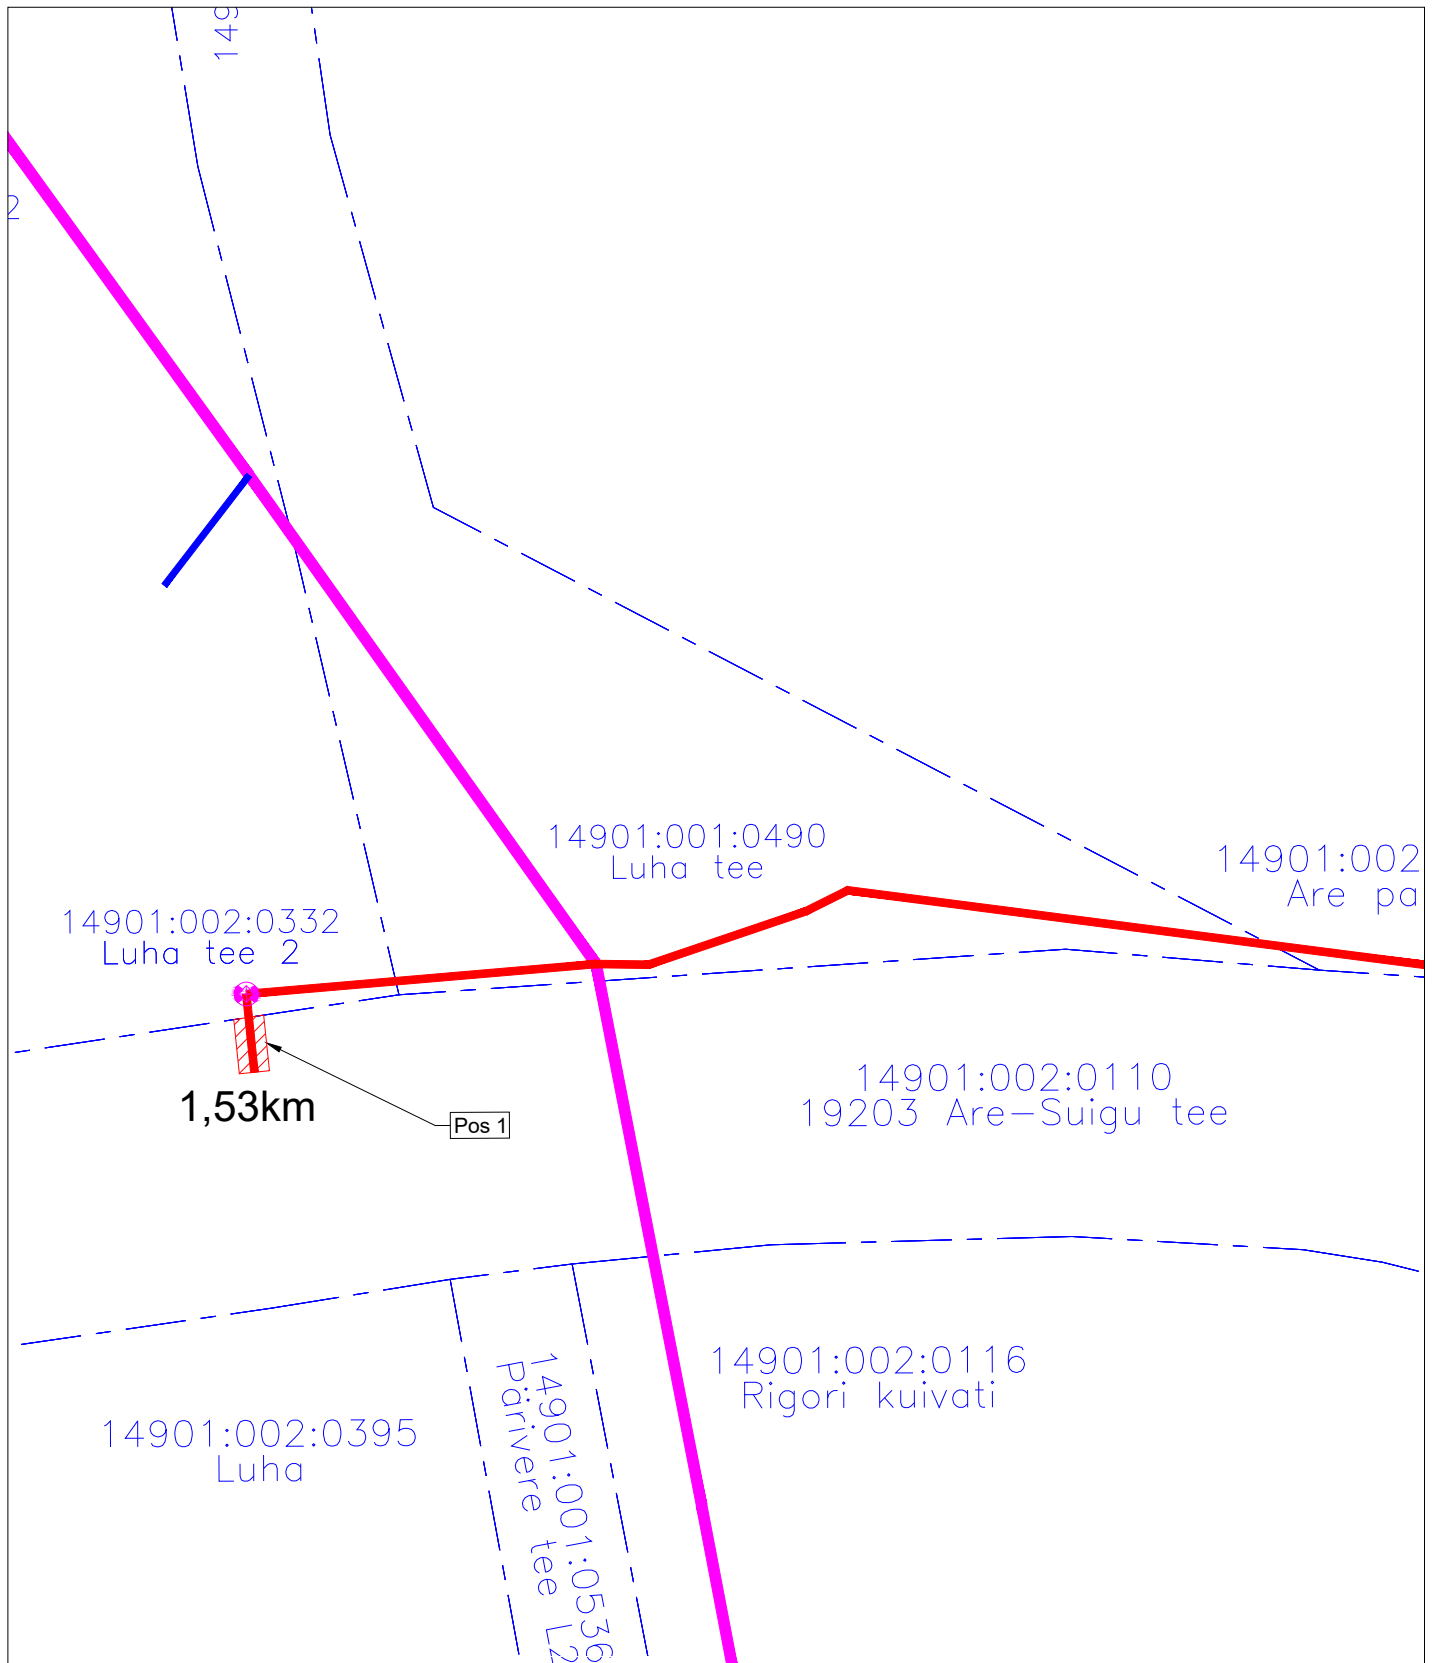 149
2
14901:001:0490
Luha tee
14901:002
Are pa
14901:002:0332
Luha tee 2
14901:002:0110
19203 Are-Suigu tee
1,53km
Pos 1
14901:002:0116
Rigori kuivati
14901:001:0536
Pärivere tee L2
14901:002:0395
Luha